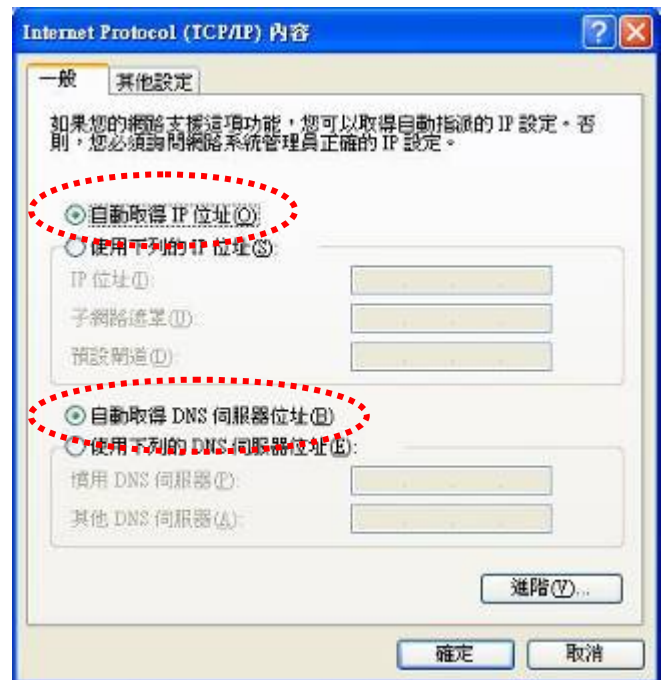 Internet Protocol (TCP/IP) 內容
一般
其他設定
如果您的網路支援這項功能，您可以取得自動指派的 IP 設定。否
則，您必須詢問網路系統管理員正確的 IP 設定。
自動取得 IP 位址(O)
使用下列的 IP 位址(S):
IP 位址(I):
子網路遮罩(U):
預設閘道(D):
自動取得 DNS 伺服器位址(B)
使用下列的 DNS 伺服器位址(E):
慣用 DNS 伺服器(P):
其他 DNS 伺服器(A):
進階(V)...
確定
取消